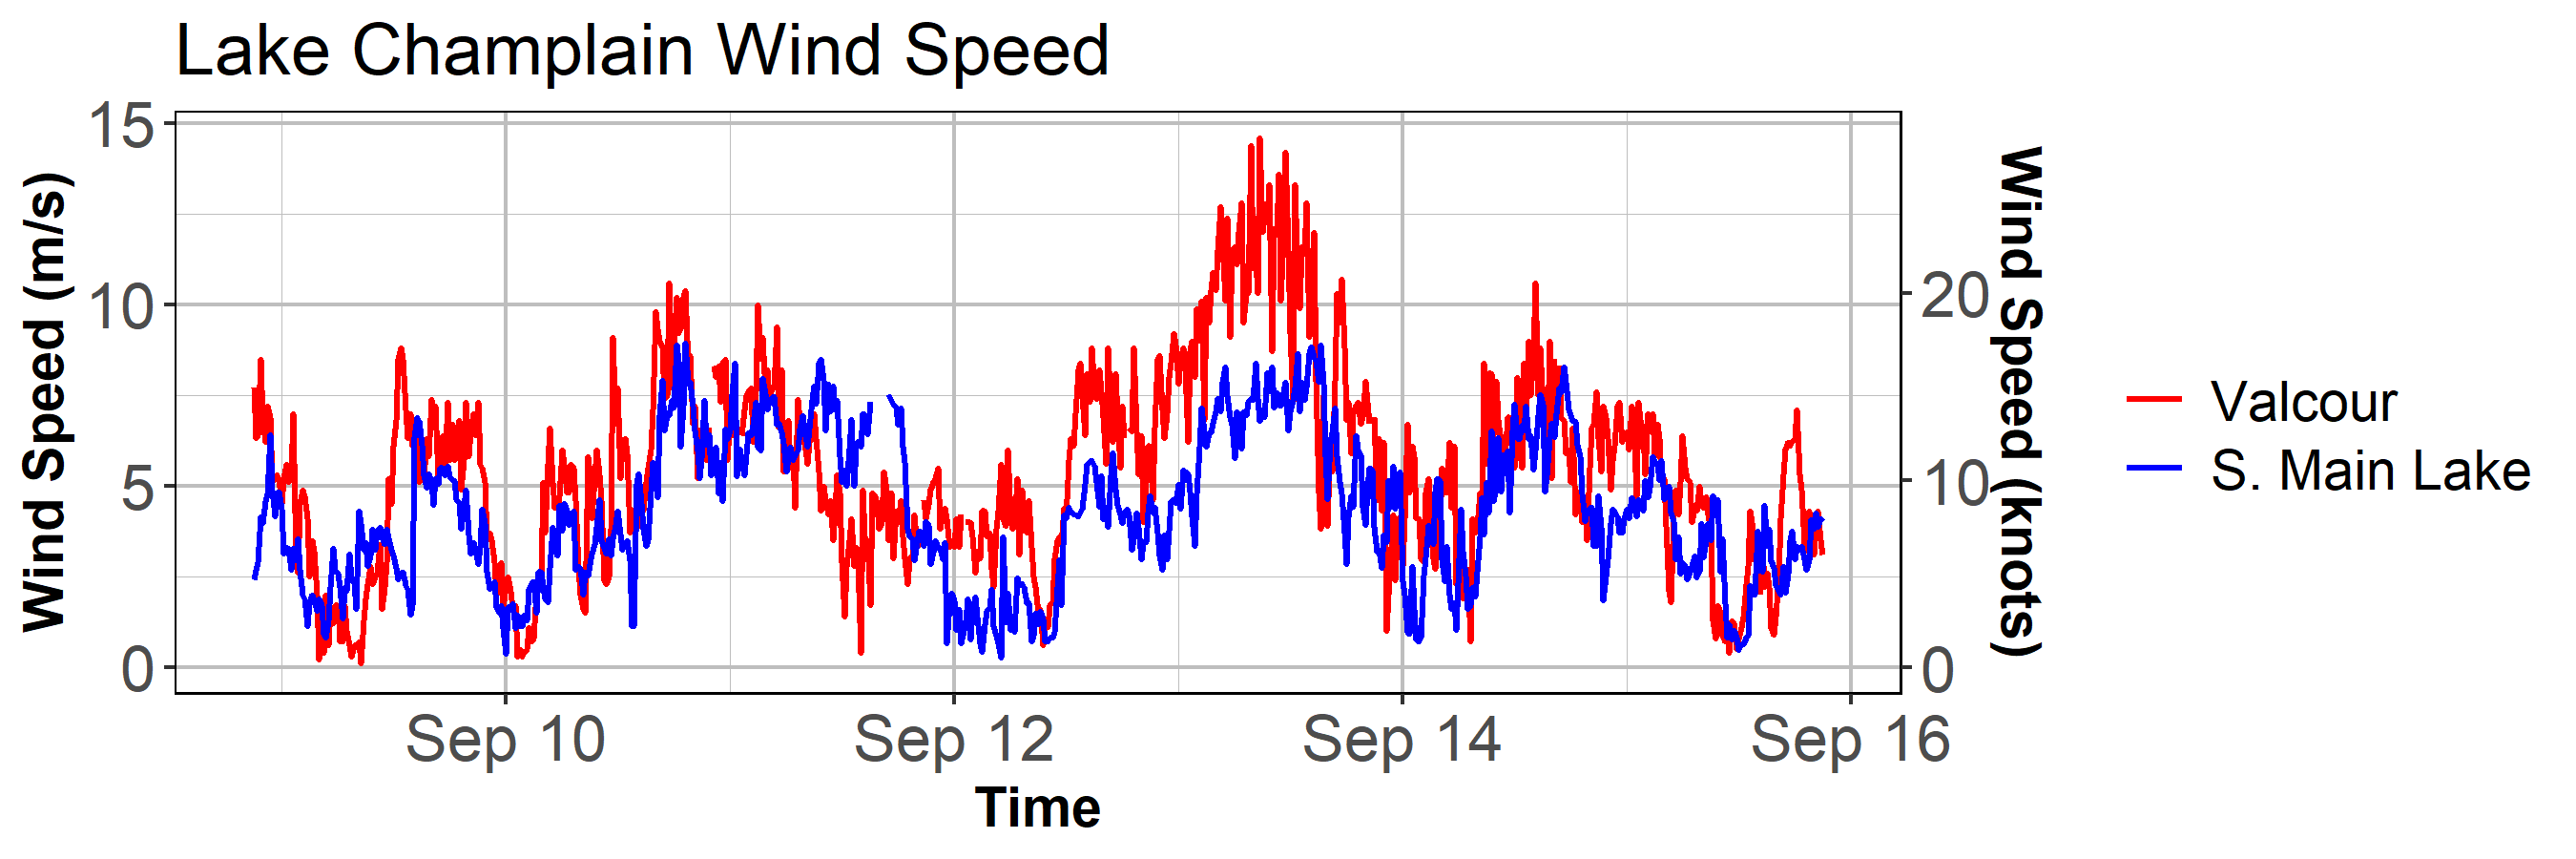 Lake Champlain Wind Speed
Wind Speed (m/s)
15
10
5
0
Sep 10
Sep 12
Sep 14
Sep 16
Time
20
10
0
Wind Speed (knots)
Valcour
S. Main Lake